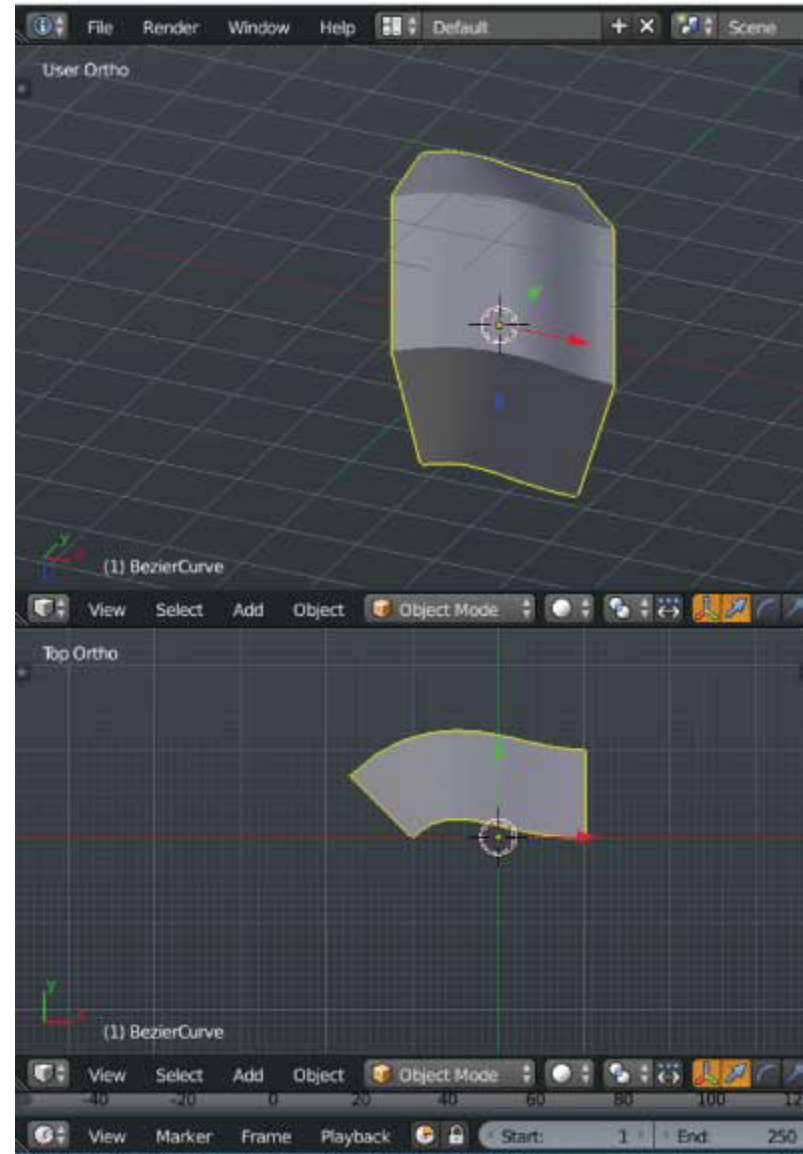 File Render Window Help Default Scene
User Ortho
y
(1) BezierCurve
View Select Add Object Object Mode
Top Ortho
y
(1) BezierCurve
View Select Add Object Object Mode
-40 -20 0 20 40 60 80 100
View Marker Frame Playback Start: 1 End: 250